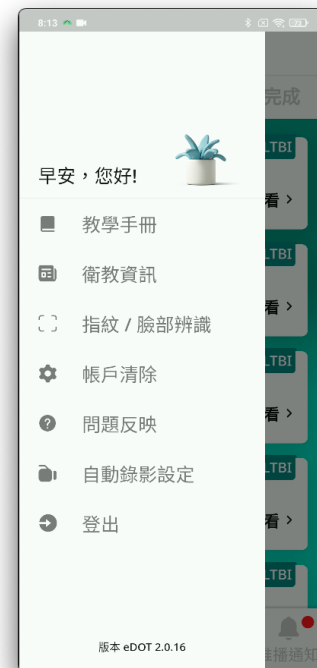 8:13
完成
LTBI
早安，您好!
看 ›
教學手冊
LTBI
衛教資訊
看 ›
指紋 / 臉部辨識
LTBI
帳戶清除
看 ›
問題反映
LTBI
自動錄影設定
看 ›
登出
LTBI
版本 eDOT 2.0.16
推播通知